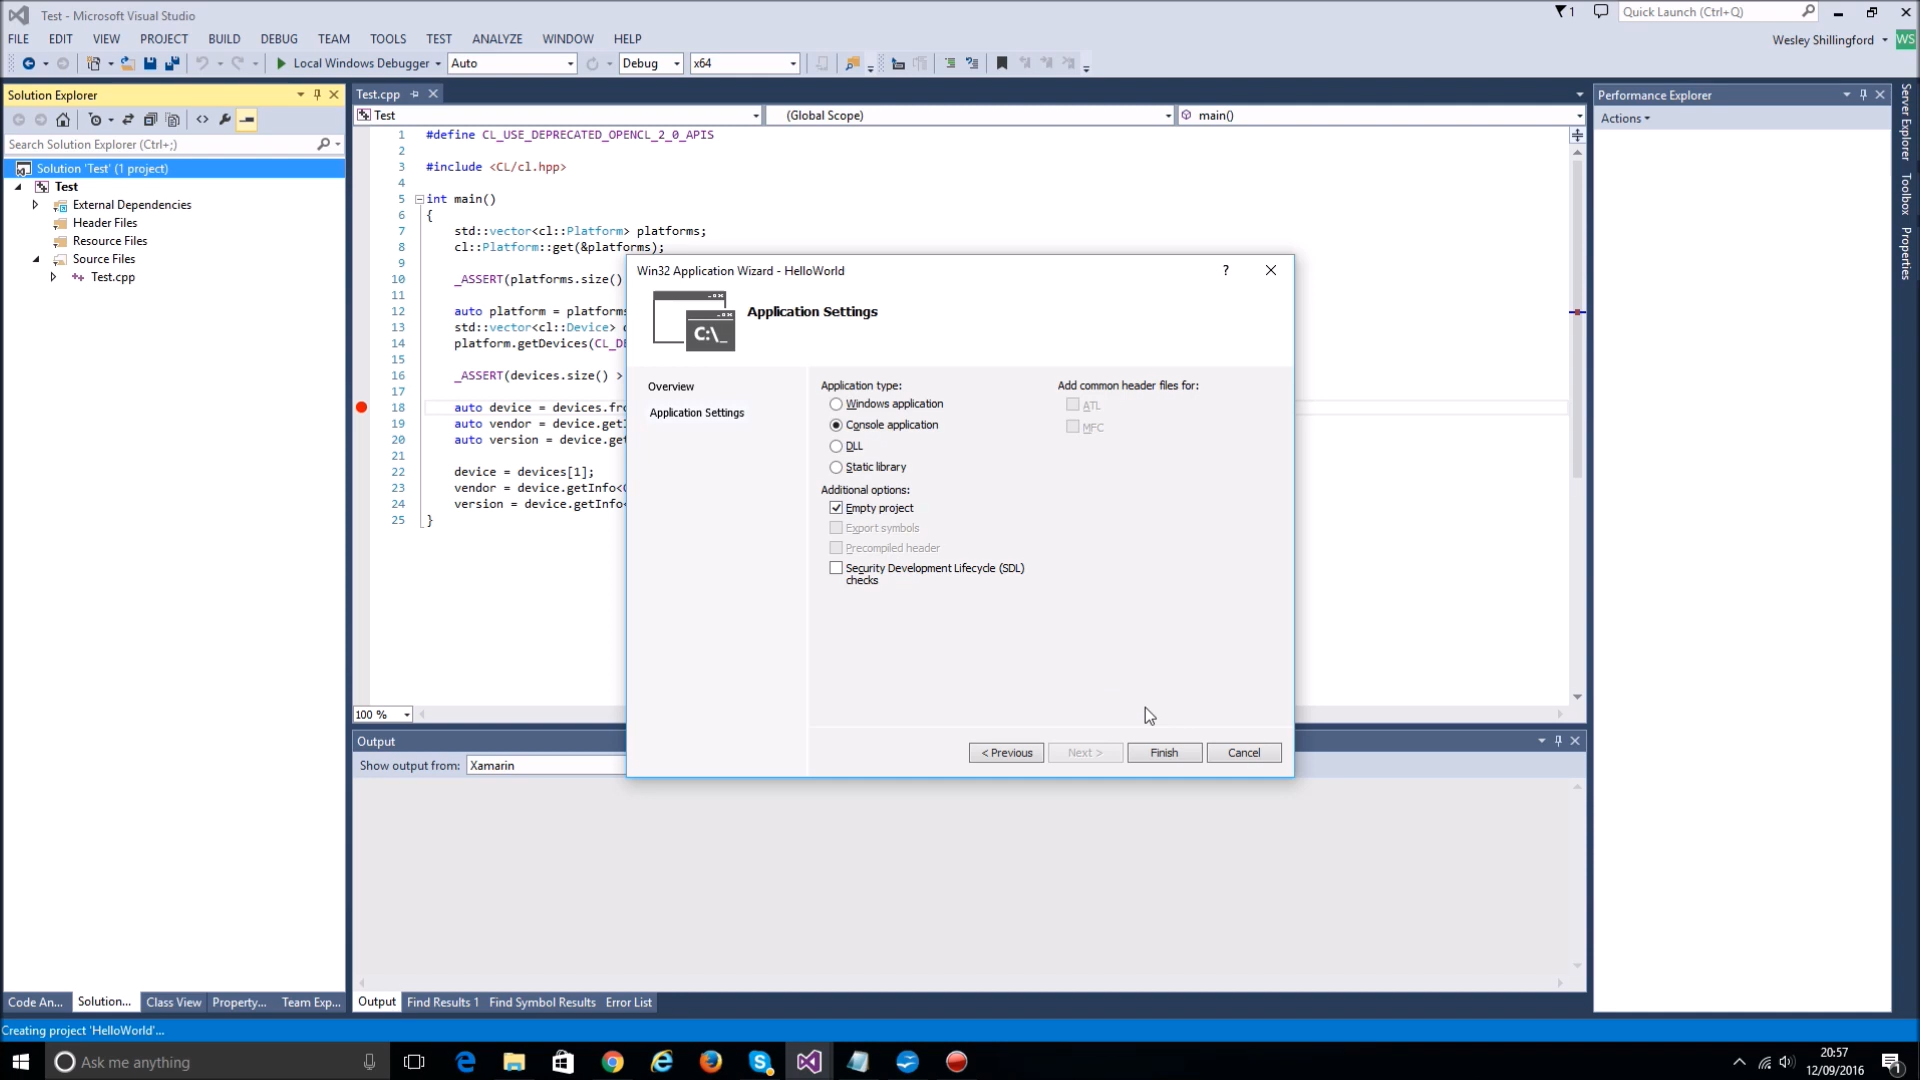 Test - Microsoft Visual Studio
1
Quick Launch (Ctrl+Q)
FILE EDIT VIEW PROJECT BUILD DEBUG TEAM TOOLS TEST ANALYZE WINDOW HELP
Wesley Shillingford
WS
Local Windows Debugger
Auto
Debug
x64
Solution Explorer
Search Solution Explorer (Ctrl+;)
Solution 'Test' (1 project)
Test
External Dependencies
Header Files
Resource Files
Source Files
Test.cpp
Test.cpp
Test
(Global Scope)
main()
1 #define CL_USE_DEPRECATED_OPENCL_2_0_APIS
2
3 #include <CL/cl.hpp>
4
5 int main()
6 {
7 std::vector<cl::Platform> platforms;
8 cl::Platform::get(&platforms);
9
10 _ASSERT(platforms.size()
11
12 auto platform = platforms
13 std::vector<cl::Device>
14 platform.getDevices(CL_DE
15
16 _ASSERT(devices.size() >
17
18 auto device = devices.fro
19 auto vendor = device.getI
20 auto version = device.get
21
22 device = devices[1];
23 vendor = device.getInfo<
24 version = device.getInfo<
25 }
100 %
Win32 Application Wizard - HelloWorld
?
C:\_
Application Settings
Overview
Application Settings
Application type:
Windows application
Console application
DLL
Static library
Additional options:
Empty project
Export symbols
Precompiled header
Security Development Lifecycle (SDL)
checks
Add common header files for:
ATL
MFC
< Previous
Next >
Finish
Cancel
Performance Explorer
Actions
Server Explorer
Toolbox
Properties
Output
Show output from:
Xamarin
Code An... Solution... Class View Property... Team Exp...
Output Find Results 1 Find Symbol Results Error List
Creating project 'HelloWorld'...
Ask me anything
20:57
12/09/2016
1